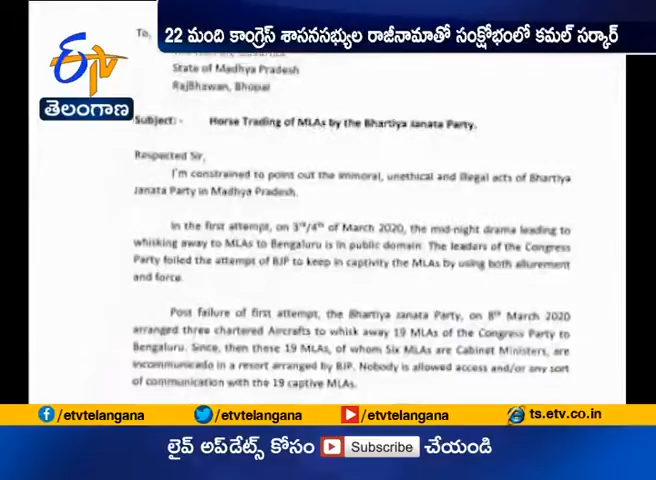 22 మంది కాంగ్రెస్ శాసనసభ్యుల రాజీనామాతో సంక్షోభంలో కమల్ సర్కార్
To,
State of Madhya Pradesh
RajBhawan, Bhopal
ETV
తెలంగాణ
Subject: - Horse Trading of MLAs by the Bhartiya Janata Party.
Respected Sir,
I'm constrained to point out the immoral, unethical and illegal acts of Bhartiya
Janata Party in Madhya Pradesh.
In the first attempt, on 3rd/4th of March 2020, the mid-night drama leading to
whisking away to MLAs to Bengaluru is in public domain. The leaders of the Congress
Party foiled the attempt of BJP to keep in captivity the MLAs by using both allurement
and force.
Post failure of first attempt, the Bhartiya Janata Party, on 8th March 2020
arranged three chartered Aircrafts to whisk away 19 MLAs of the Congress Party to
Bengaluru. Since, then these 19 MLAs, of whom Six MLAs are Cabinet Ministers, are
incommunicado in a resort arranged by BJP. Nobody is allowed access and/or any sort
of communication with the 19 captive MLAs.
/etvtelangana /etvtelangana /etvtelangana ts.etv.co.in
లైవ్ అప్‌డేట్స్ కోసం Subscribe చేయండి